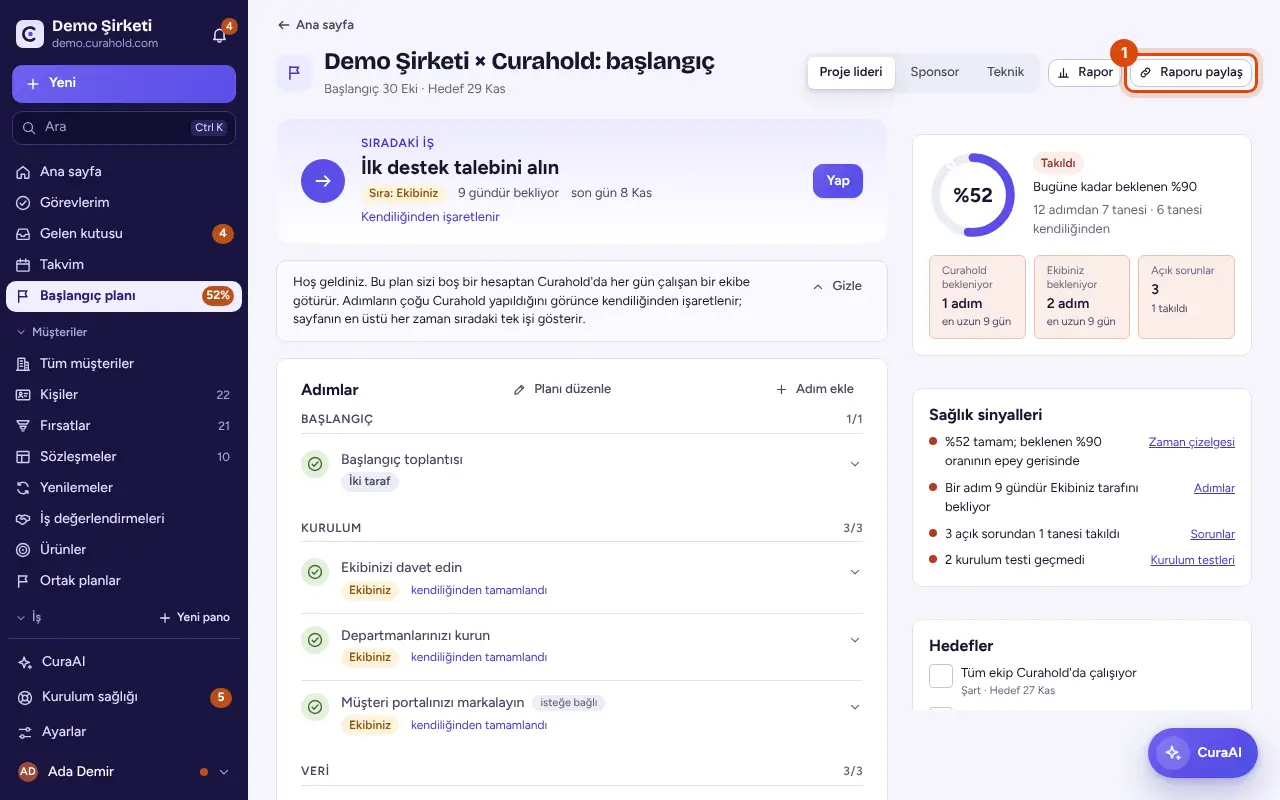 Demo Şirketi
demo.curahold.com
4
Yeni
Ara
Ctrl K
Ana sayfa
Görevlerim
Gelen kutusu
4
Takvim
Başlangıç planı
52%
Müşteriler
Tüm müşteriler
Kişiler
22
Fırsatlar
21
Sözleşmeler
10
Yenilemeler
İş değerlendirmeleri
Ürünler
Ortak planlar
İş
Yeni pano
CuraAI
Kurulum sağlığı
5
Ayarlar
AD
Ada Demir
Ana sayfa
Demo Şirketi × Curahold: başlangıç
Başlangıç 30 Eki · Hedef 29 Kas
Proje lideri
Sponsor
Teknik
Rapor
1
Raporu paylaş
SIRADAKİ İŞ
İlk destek talebini alın
Sıra: Ekibiniz
9 gündür bekliyor
son gün 8 Kas
Kendiliğinden işaretlenir
Yap
Hoş geldiniz. Bu plan sizi boş bir hesaptan Curahold'da her gün çalışan bir ekibe
götürür. Adımların çoğu Curahold yapıldığını görünce kendiliğinden işaretlenir;
sayfanın en üstü her zaman sıradaki tek işi gösterir.
Gizle
Adımlar
Planı düzenle
Adım ekle
BAŞLANGIÇ
1/1
Başlangıç toplantısı
İki taraf
KURULUM
3/3
Ekibinizi davet edin
Ekibiniz
kendiliğinden tamamlandı
Departmanlarınızı kurun
Ekibiniz
kendiliğinden tamamlandı
Müşteri portalınızı markalayın
isteğe bağlı
Ekibiniz
kendiliğinden tamamlandı
VERİ
3/3
%52
Takıldı
Bugüne kadar beklenen %90
12 adımdan 7 tanesi · 6 tanesi
kendiliğinden
Curahold
bekleniyor
1 adım
en uzun 9 gün
Ekibiniz
bekleniyor
2 adım
en uzun 9 gün
Açık sorunlar
3
1 takıldı
Sağlık sinyalleri
%52 tamam; beklenen %90
oranının epey gerisinde
Zaman çizelgesi
Bir adım 9 gündür Ekibiniz tarafını
bekliyor
Adımlar
3 açık sorundan 1 tanesi takıldı
Sorunlar
2 kurulum testi geçmedi
Kurulum testleri
Hedefler
Tüm ekip Curahold'da çalışıyor
Şart · Hedef 27 Kas
CuraAI